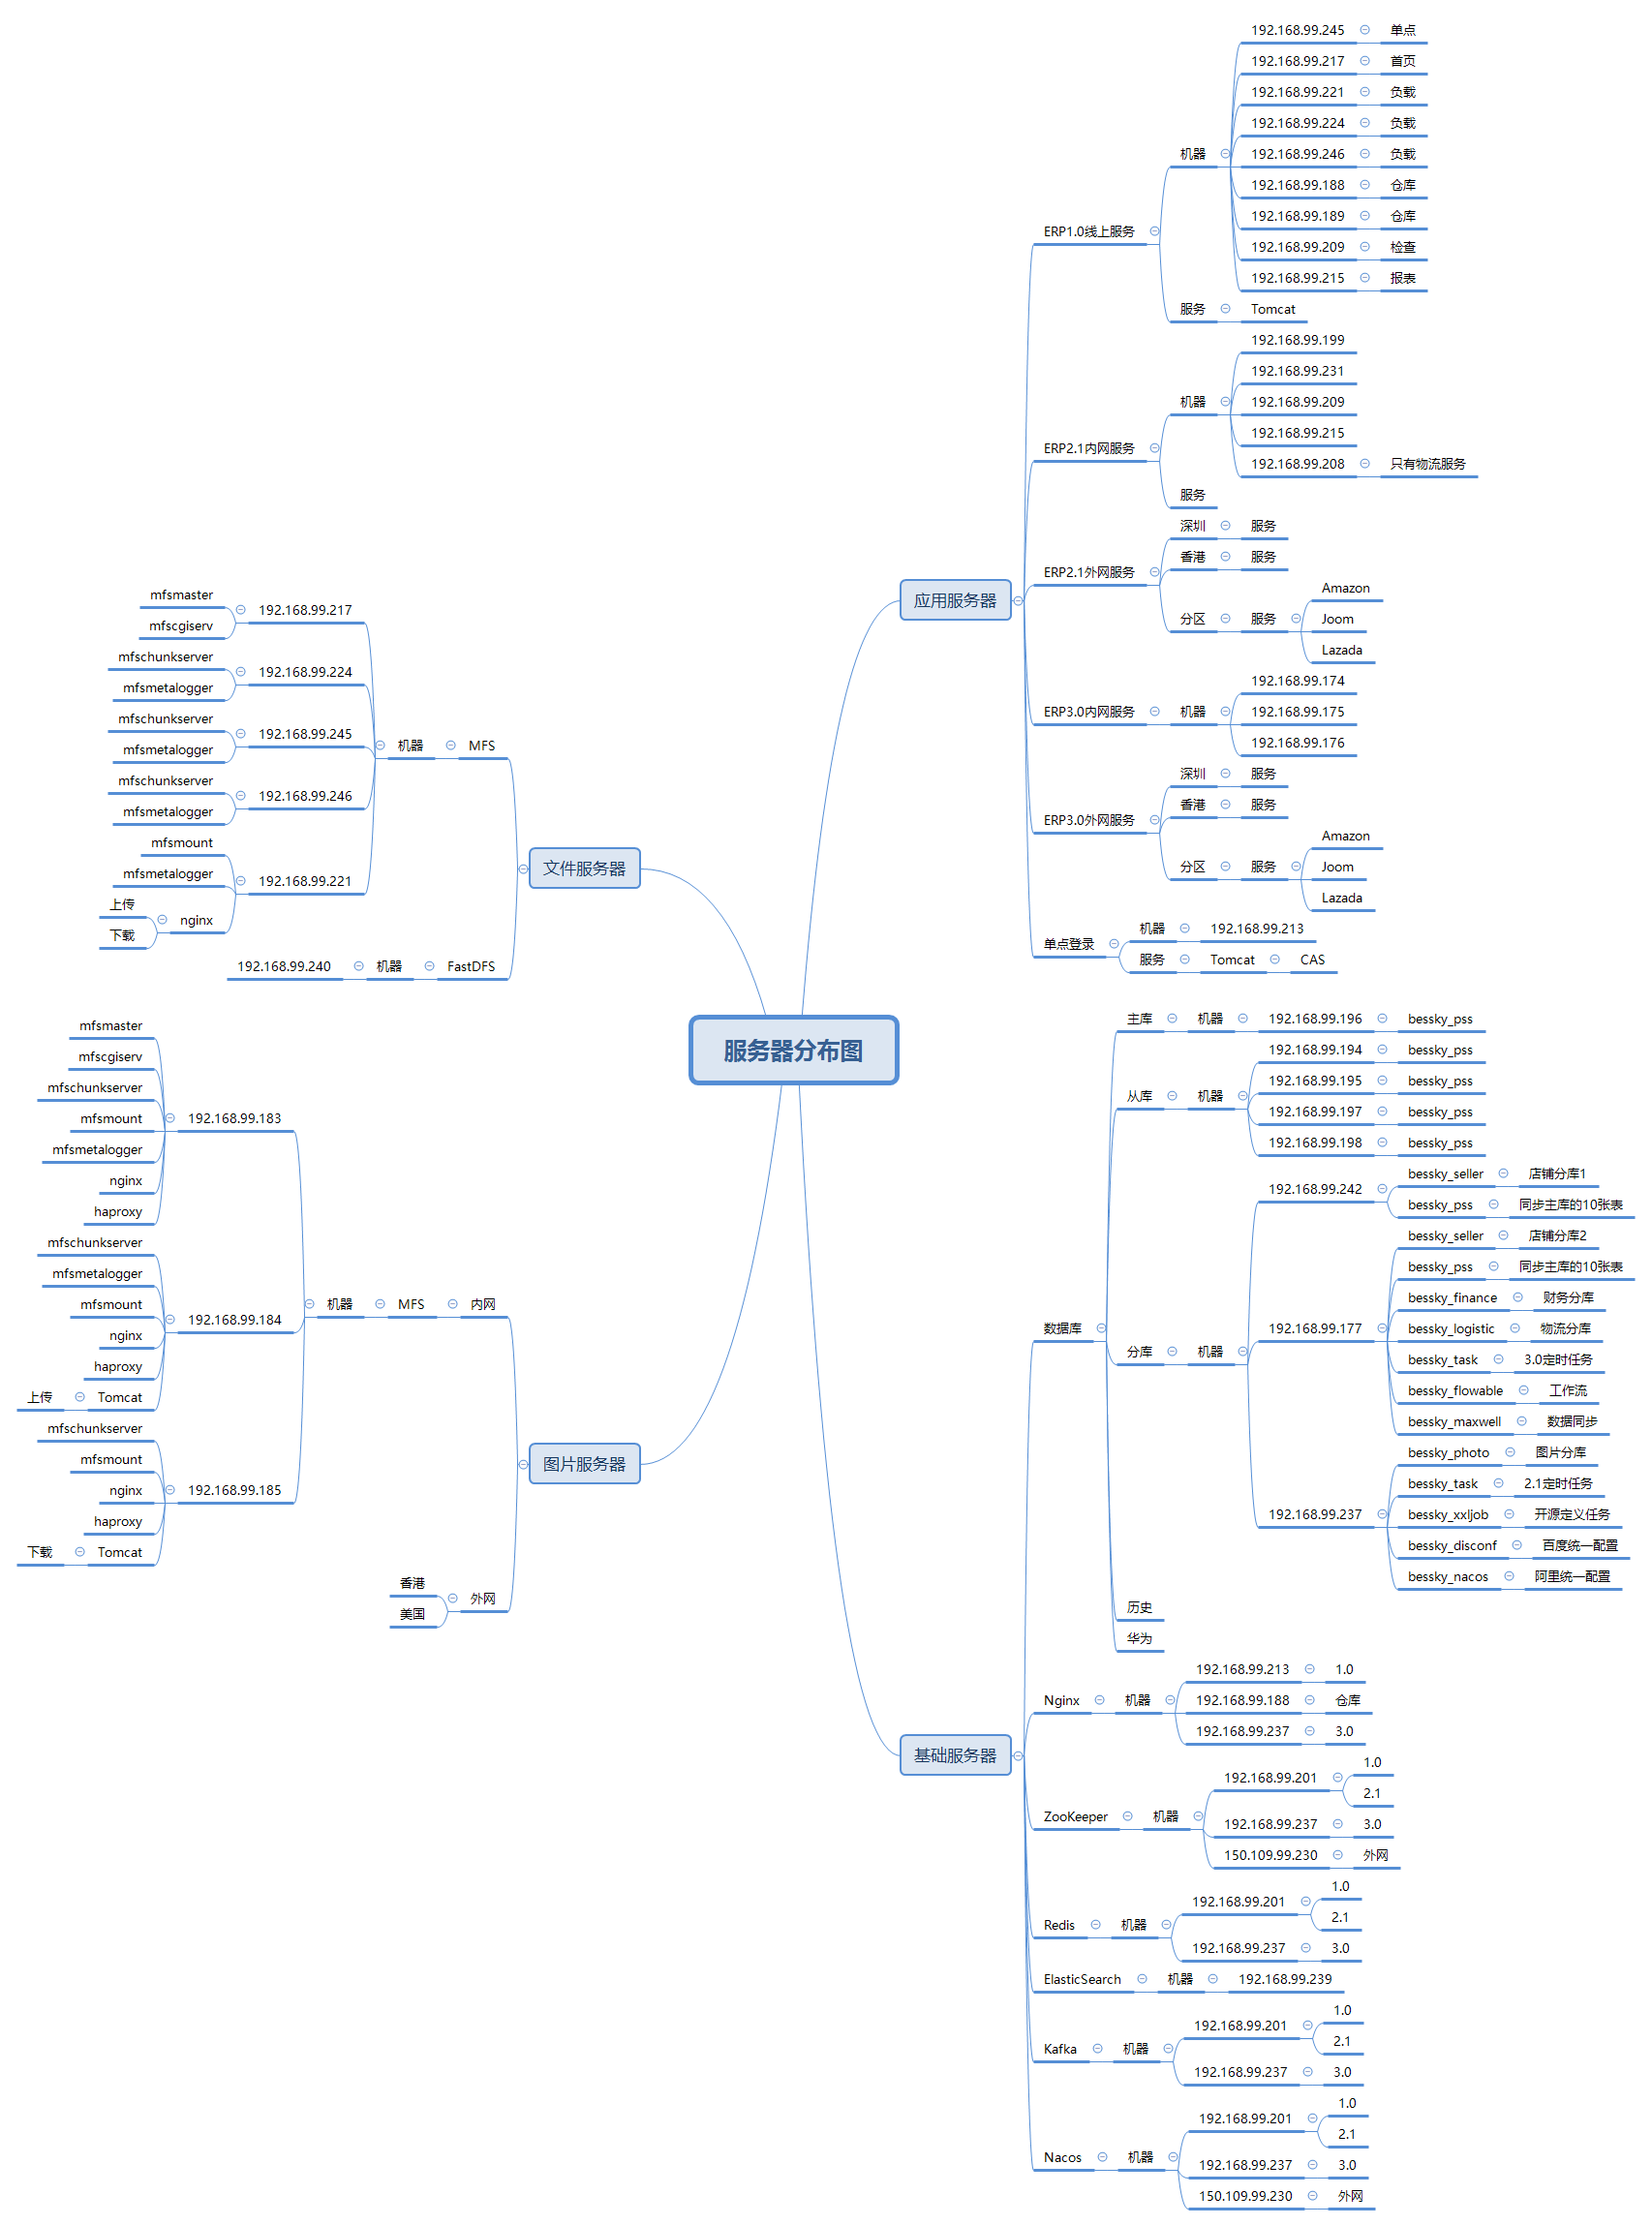 服务器分布图
应用服务器
ERP1.0线上服务
机器
192.168.99.245 单点
192.168.99.217 首页
192.168.99.221 负载
192.168.99.224 负载
192.168.99.246 负载
192.168.99.188 仓库
192.168.99.189 仓库
192.168.99.209 检查
192.168.99.215 报表
服务 Tomcat
ERP2.1内网服务
机器
192.168.99.199
192.168.99.231
192.168.99.209
192.168.99.215
192.168.99.208 只有物流服务
服务
ERP2.1外网服务
深圳 服务
香港 服务
分区 服务
Amazon
Joom
Lazada
ERP3.0内网服务 机器
192.168.99.174
192.168.99.175
192.168.99.176
ERP3.0外网服务
深圳 服务
香港 服务
分区 服务
Amazon
Joom
Lazada
单点登录
机器 192.168.99.213
服务 Tomcat CAS
文件服务器
MFS 机器
192.168.99.217
mfsmaster
mfscgiserv
192.168.99.224
mfschunkserver
mfsmetalogger
192.168.99.245
mfschunkserver
mfsmetalogger
192.168.99.246
mfschunkserver
mfsmetalogger
192.168.99.221
mfsmount
mfsmetalogger
nginx
上传
下载
FastDFS 机器 192.168.99.240
图片服务器
内网 MFS 机器
192.168.99.183
mfsmaster
mfscgiserv
mfschunkserver
mfsmount
mfsmetalogger
nginx
haproxy
192.168.99.184
mfschunkserver
mfsmetalogger
mfsmount
nginx
haproxy
Tomcat 上传
192.168.99.185
mfschunkserver
mfsmount
nginx
haproxy
Tomcat 下载
外网
香港
美国
基础服务器
数据库
主库 机器 192.168.99.196 bessky_pss
从库 机器
192.168.99.194 bessky_pss
192.168.99.195 bessky_pss
192.168.99.197 bessky_pss
192.168.99.198 bessky_pss
分库 机器
192.168.99.242
bessky_seller 店铺分库1
bessky_pss 同步主库的10张表
192.168.99.177
bessky_seller 店铺分库2
bessky_pss 同步主库的10张表
bessky_finance 财务分库
bessky_logistic 物流分库
bessky_task 3.0定时任务
bessky_flowable 工作流
bessky_maxwell 数据同步
192.168.99.237
bessky_photo 图片分库
bessky_task 2.1定时任务
bessky_xxljob 开源定义任务
bessky_disconf 百度统一配置
bessky_nacos 阿里统一配置
历史
华为
Nginx 机器
192.168.99.213 1.0
192.168.99.188 仓库
192.168.99.237 3.0
ZooKeeper 机器
192.168.99.201
1.0
2.1
192.168.99.237 3.0
150.109.99.230 外网
Redis 机器
192.168.99.201
1.0
2.1
192.168.99.237 3.0
ElasticSearch 机器 192.168.99.239
Kafka 机器
192.168.99.201
1.0
2.1
192.168.99.237 3.0
Nacos 机器
192.168.99.201
1.0
2.1
192.168.99.237 3.0
150.109.99.230 外网